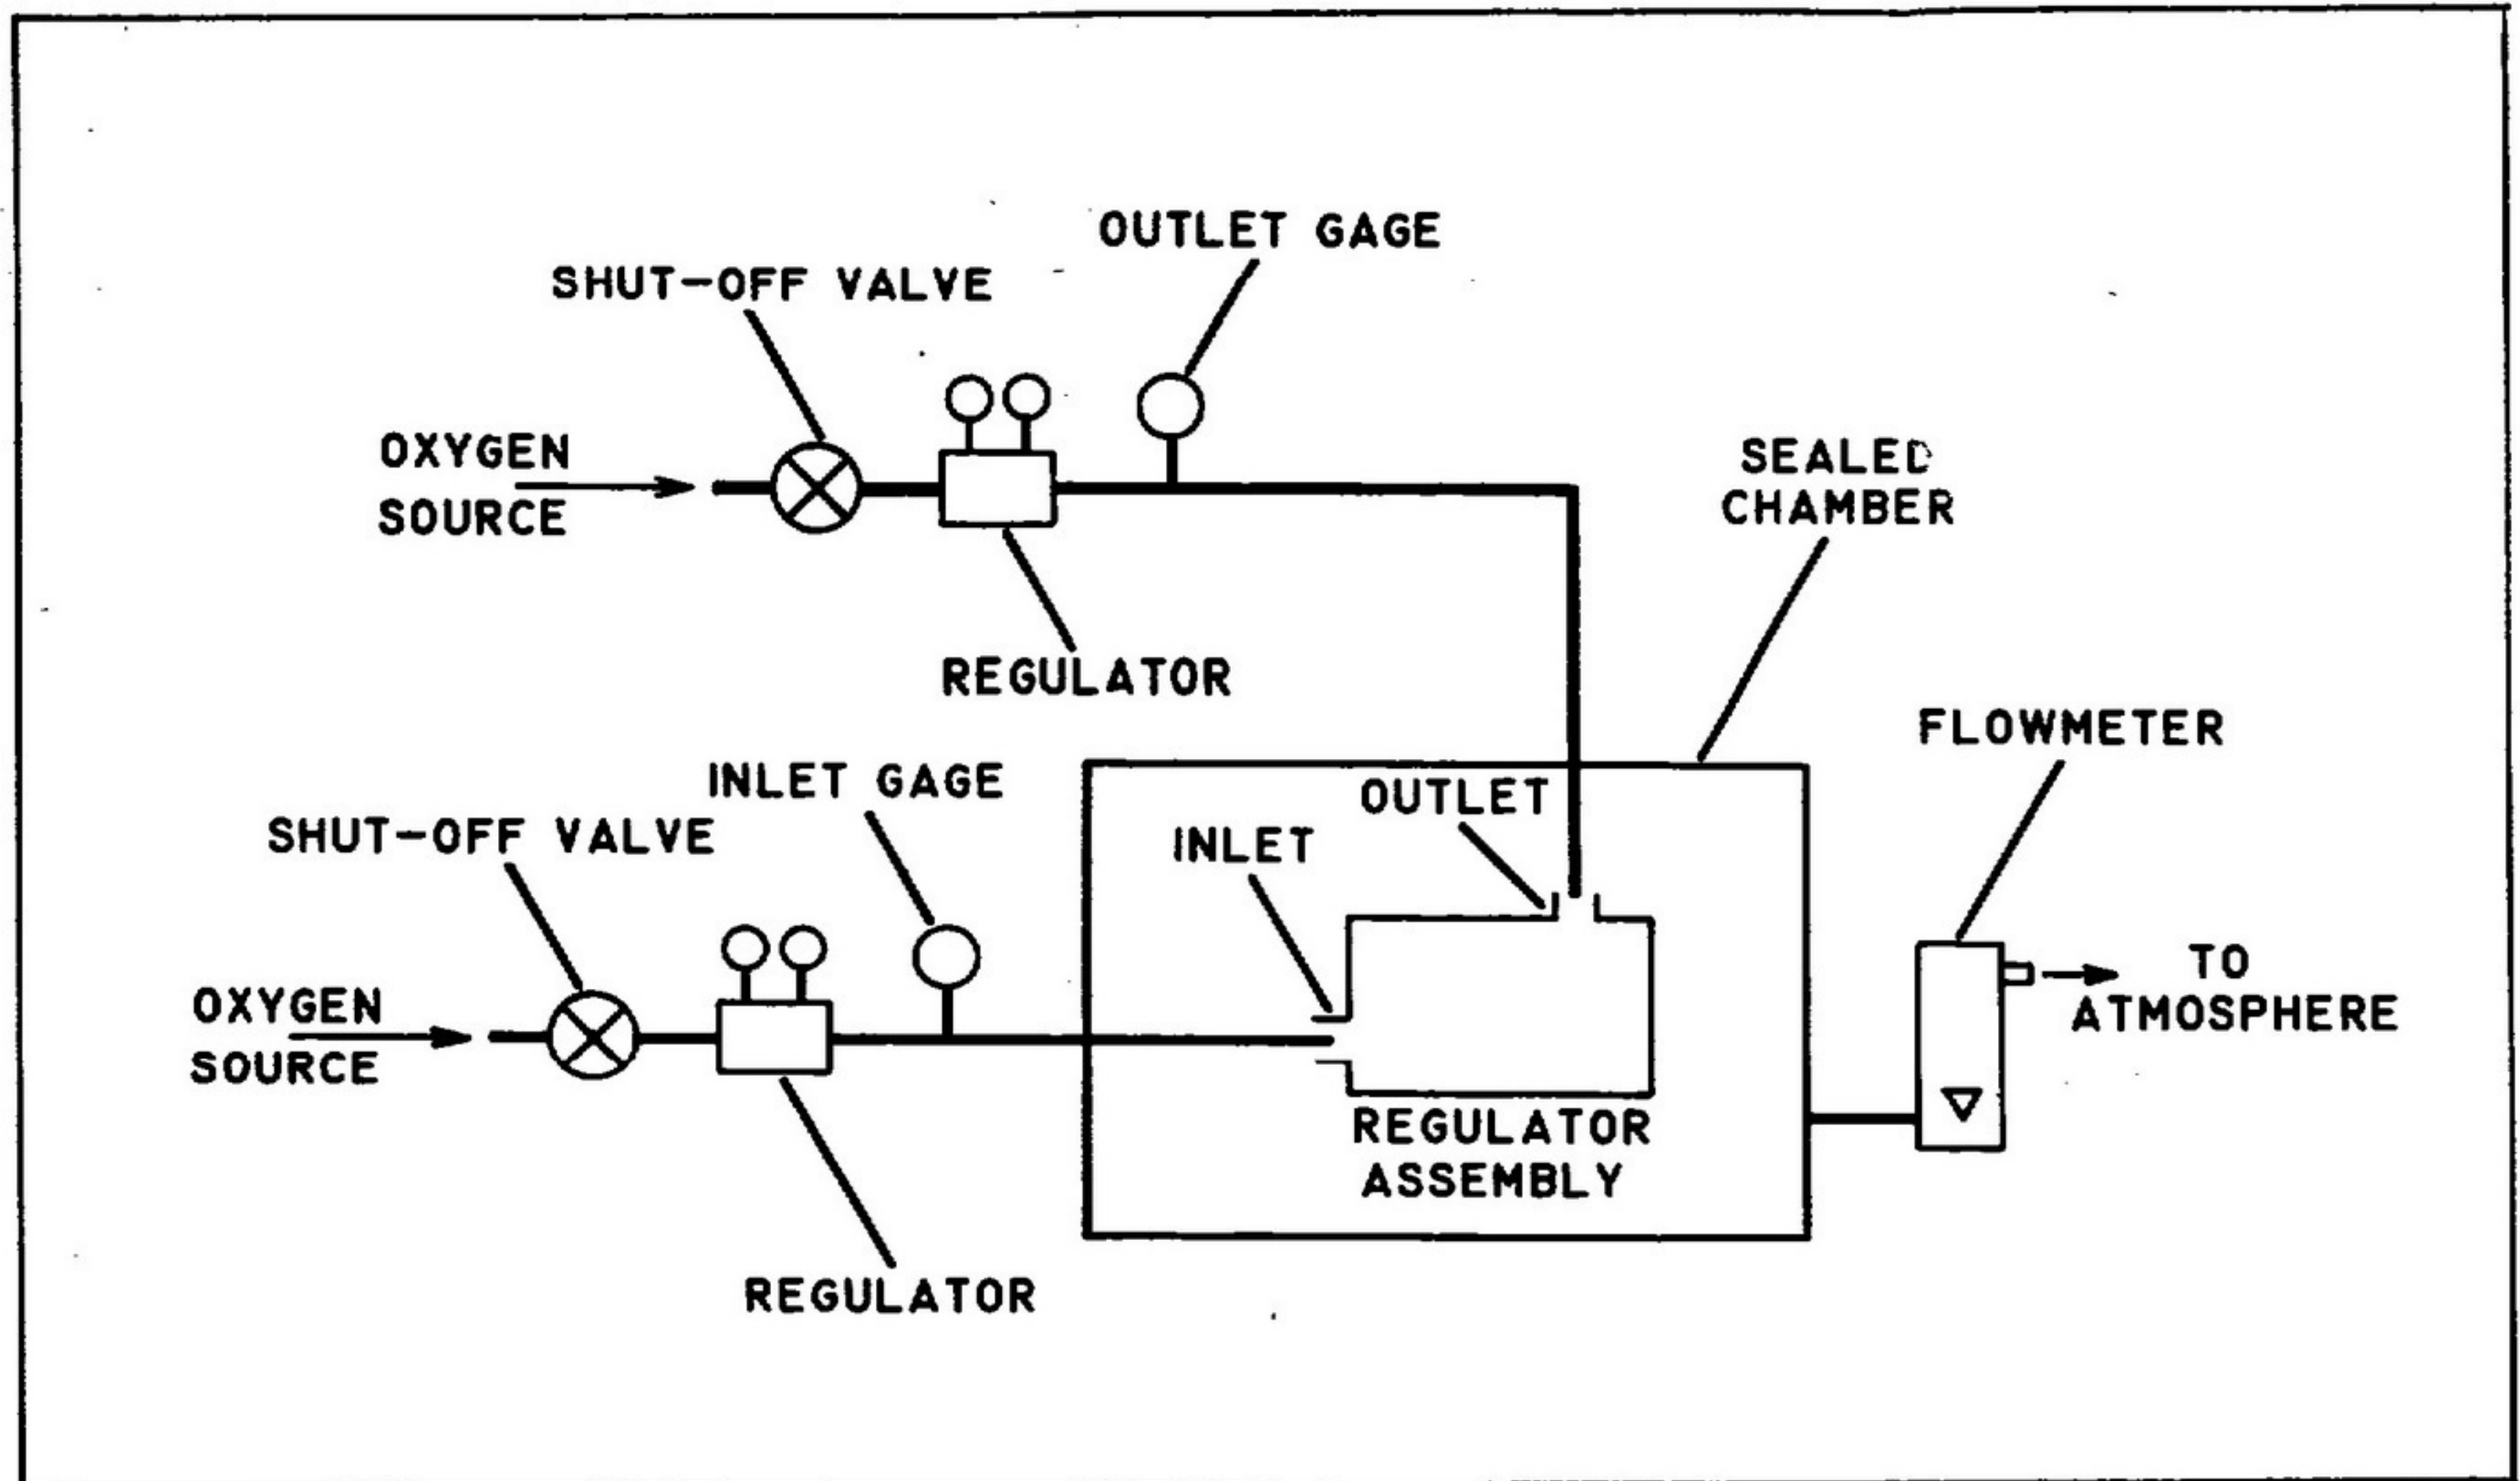 OUTLET GAGE
SHUT-OFF VALVE
OXYGEN
SOURCE
SEALED
CHAMBER
REGULATOR
FLOWMETER
INLET GAGE
OUTLET
SHUT-OFF VALVE
INLET
OXYGEN
SOURCE
TO
ATMOSPHERE
REGULATOR
ASSEMBLY
REGULATOR